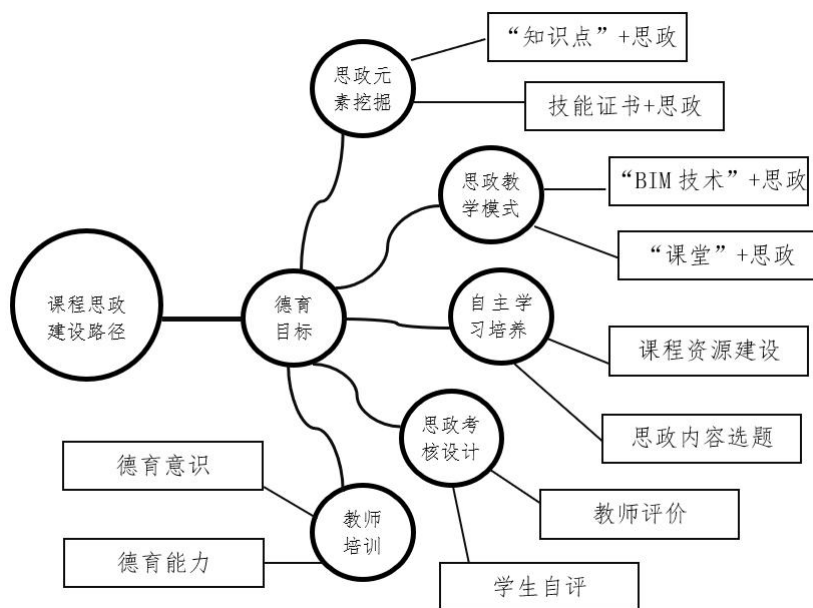 “知识点”+思政
思政元
素挖掘
技能证书+思政
思政教
学模式
“BIM 技术”+思政
“课堂”+思政
课程思政
建设路径
德育
目标
自主学
习培养
课程资源建设
思政内容选题
思政考
核设计
德育意识
教师评价
教师
培训
德育能力
学生自评